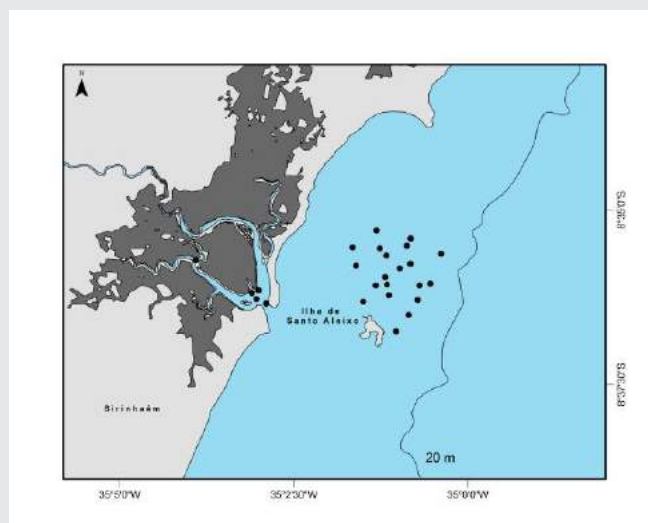 N
8°35'0"S
Ilha de
Santo Aleixo
8°37'30"S
Sirinhaém
20 m
35°5'0"W
35°2'30"W
35°0'0"W